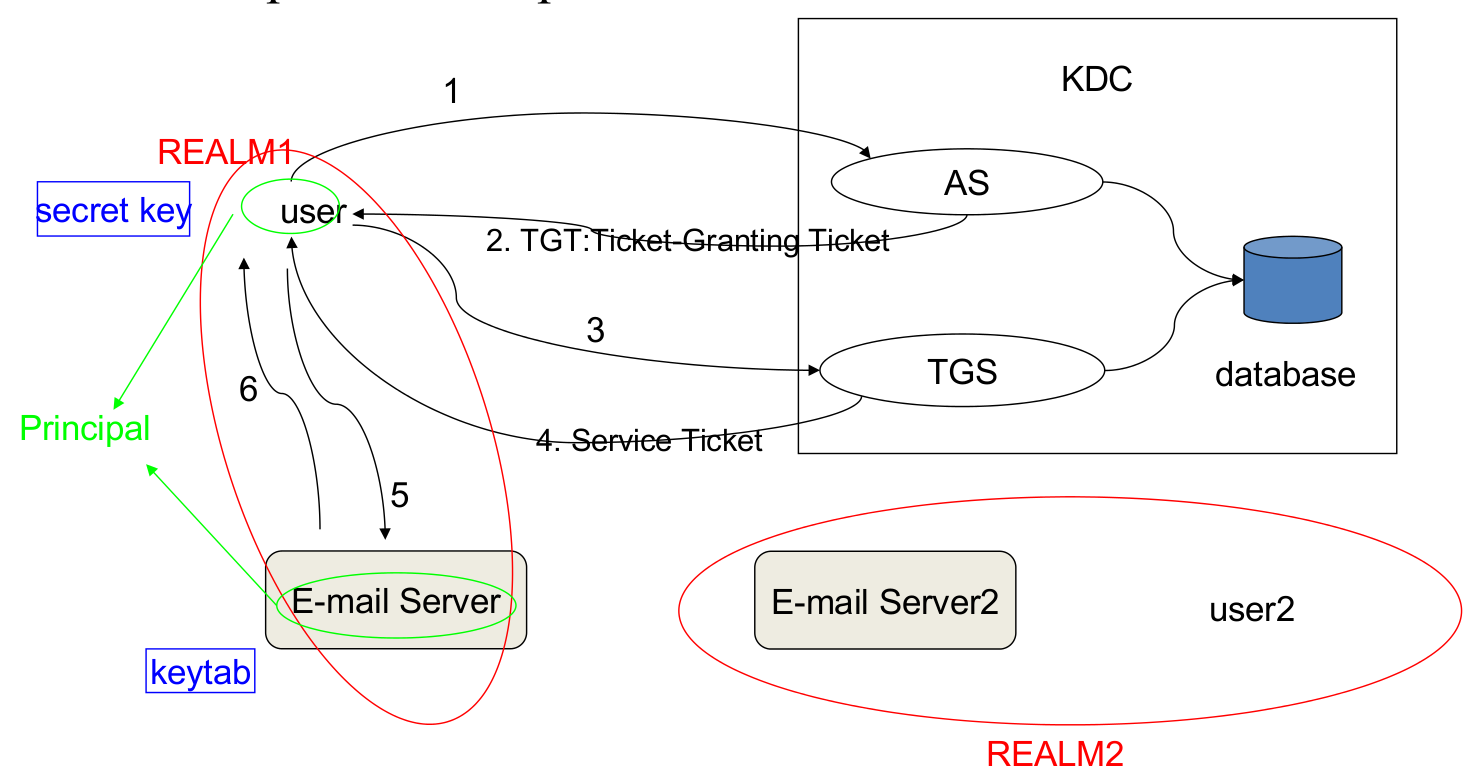 KDC
1
REALM1
AS
secret key
user
2. TGT:Ticket-Granting Ticket
3
TGS
database
6
Principal
4. Service Ticket
5
E-mail Server
E-mail Server2
user2
keytab
REALM2